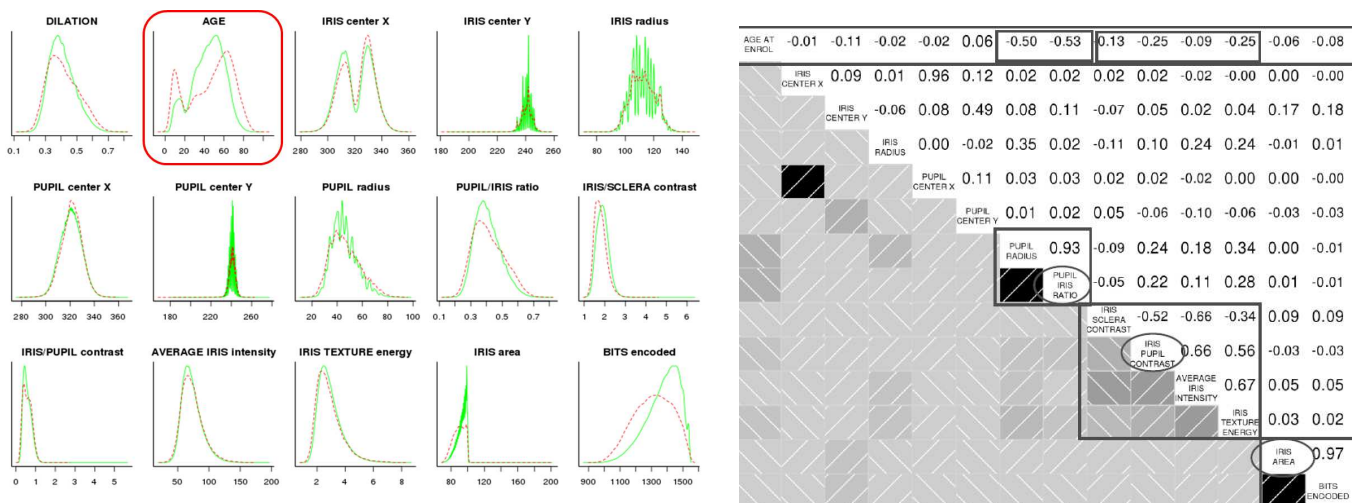 DILATION AGE IRIS center X IRIS center Y IRIS radius
0.1 0.3 0.5 0.7 0 20 40 60 80 280 300 320 340 360 180 200 220 240 260 80 100 120 140
PUPIL center X PUPIL center Y PUPIL radius PUPIL/IRIS ratio IRIS/SCLERA contrast
280 300 320 340 360 180 220 260 0 20 40 60 80 100 0.1 0.3 0.5 0.7 1 2 3 4 5 6
IRIS/PUPIL contrast AVERAGE IRIS intensity IRIS TEXTURE energy IRIS area BITS encoded
0 1 2 3 4 5 50 100 150 200 2 4 6 8 80 120 160 200 900 1100 1300 1500
AGE AT ENROL -0.01 -0.11 -0.02 -0.02 0.06 -0.50 -0.53 -0.13 -0.25 -0.09 -0.25 -0.06 -0.08
IRIS CENTER X 0.09 0.01 0.96 0.12 0.02 0.02 0.02 0.02 -0.02 -0.00 0.00 -0.00
IRIS CENTER Y -0.06 0.08 0.49 0.08 0.11 -0.07 0.05 0.02 0.04 0.17 0.18
IRIS RADIUS 0.00 -0.02 0.35 0.02 -0.11 0.10 0.24 0.24 -0.01 0.01
PUPIL CENTER X 0.11 0.03 0.03 0.02 0.02 -0.02 0.00 0.00 -0.00
PUPIL CENTER Y 0.01 0.02 0.05 -0.06 -0.10 -0.06 -0.03 -0.03
PUPIL RADIUS 0.93 -0.09 0.24 0.18 0.34 0.00 -0.01
PUPIL IRIS RATIO -0.05 0.22 0.11 0.28 0.01 -0.01
IRIS SCLERA CONTRAST -0.52 -0.66 -0.34 0.09 0.09
IRIS PUPIL CONTRAST 0.66 0.56 -0.03 -0.03
AVERAGE IRIS INTENSITY 0.67 0.05 0.05
IRIS TEXTURE ENERGY 0.03 0.02
IRIS AREA 0.97
BITS ENCODED